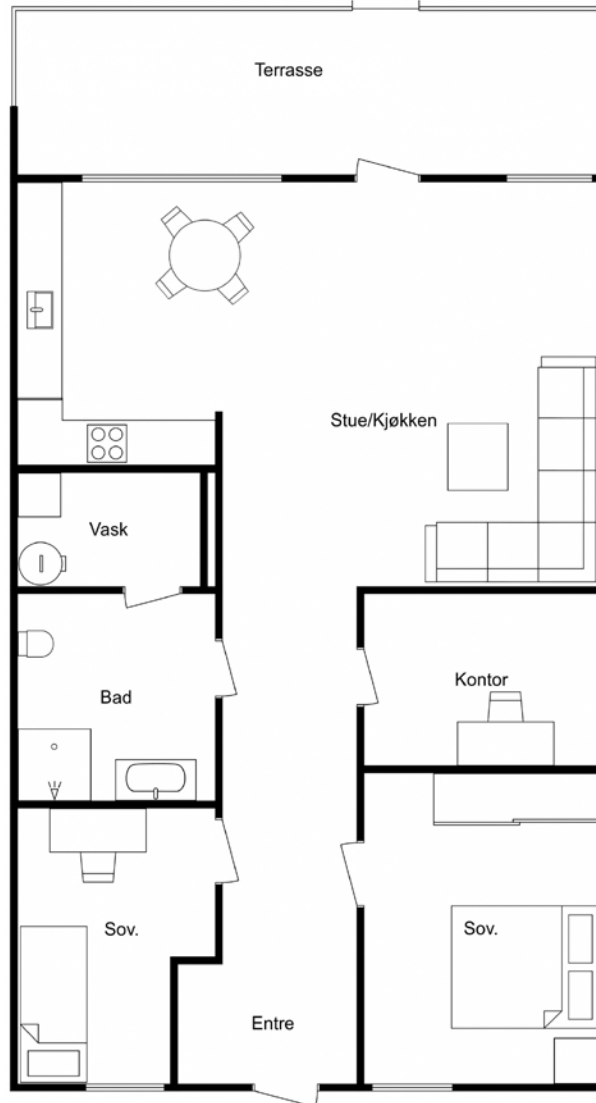 Terrasse
Stue/Kjøkken
Vask
Kontor
Bad
Sov.
Sov.
Entre